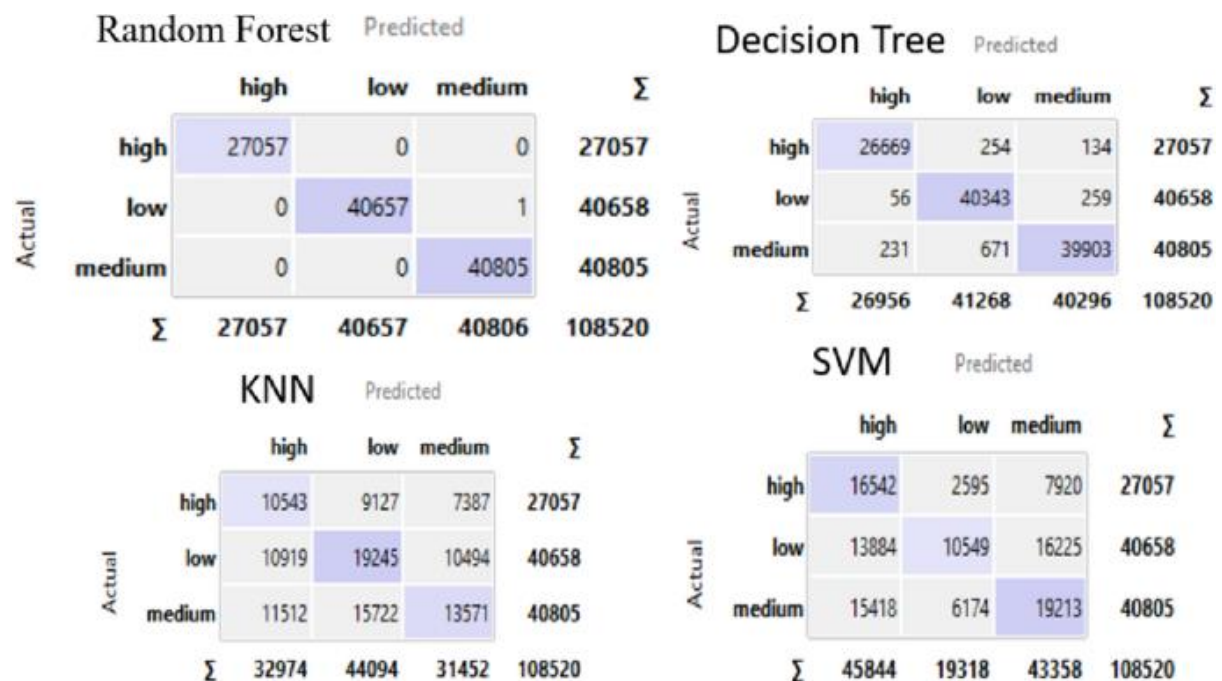 Random Forest Predicted
high low medium Σ
high 27057 0 0 27057
low 0 40657 1 40658
medium 0 0 40805 40805
Σ 27057 40657 40806 108520
Actual
Decision Tree Predicted
high low medium Σ
high 26669 254 134 27057
low 56 40343 259 40658
medium 231 671 39903 40805
Σ 26956 41268 40296 108520
Actual
KNN Predicted
high low medium Σ
high 10543 9127 7387 27057
low 10919 19245 10494 40658
medium 11512 15722 13571 40805
Σ 32974 44094 31452 108520
Actual
SVM Predicted
high low medium Σ
high 16542 2595 7920 27057
low 13884 10549 16225 40658
medium 15418 6174 19213 40805
Σ 45844 19318 43358 108520
Actual